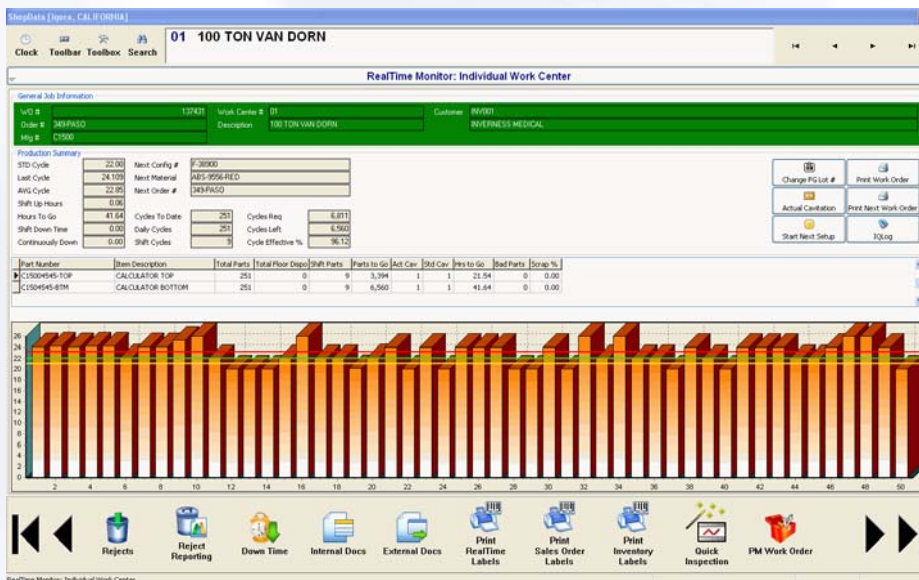 ShopData [Iqora, CALIFORNIA]
Clock Toolbar Toolbox Search 01 100 TON VAN DORN
RealTime Monitor: Individual Work Center
General Job Information
WO # 137431 Work Center # 01 Customer INV001
Order # 349-PASO Description 100 TON VAN DORN INVERNESS MEDICAL
Mfg # C1500
Production Summary
STD Cycle 22.00 Next Config # F-38900
Last Cycle 24.109 Next Material ABS-9556-RED
AVG Cycle 22.85 Next Order # 349-PASO
Shift Up Hours 0.06
Hours To Go 41.64 Cycles To Date 251 Cycles Req 6,811
Shift Down Time 0.00 Daily Cycles 251 Cycles Left 6,560
Continuously Down 0.00 Shift Cycles 9 Cycle Effective % 96.12
Change FG Lot # Print Work Order
Actual Cavitation Print Next Work Order
Start Next Setup IQLog
Part Number Item Description Total Parts Total Floor Dispo Shift Parts Parts to Go Act Cav Std Cav Hrs to Go Bad Parts Scrap %
C15004545-TOP CALCULATOR TOP 251 0 9 3,394 1 1 21.54 0 0.00
C1504545-BTM CALCULATOR BOTTOM 251 0 9 6,560 1 1 41.64 0 0.00
26
24
22
20
18
16
14
12
10
8
6
4
2
0
2 4 6 8 10 12 14 16 18 20 22 24 26 28 30 32 34 36 38 40 42 44 46 48 50
Rejects Reject Reporting Down Time Internal Docs External Docs Print RealTime Labels Print Sales Order Labels Print Inventory Labels Quick Inspection PM Work Order
RealTime Monitor: Individual Work Center